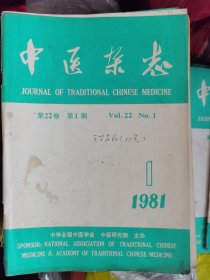 中医杂志
JOURNAL OF TRADITIONAL CHINESE MEDICINE
第22卷 第1期 Vol.22 No.1
1
1981
中华全国中医学会 中医研究院 主办
SPONSOR: NATIONAL ASSOCIATION OF TRADITIONAL CHINESE
MEDICINE & ACADEMY OF TRADITIONAL CHINESE MEDICINE